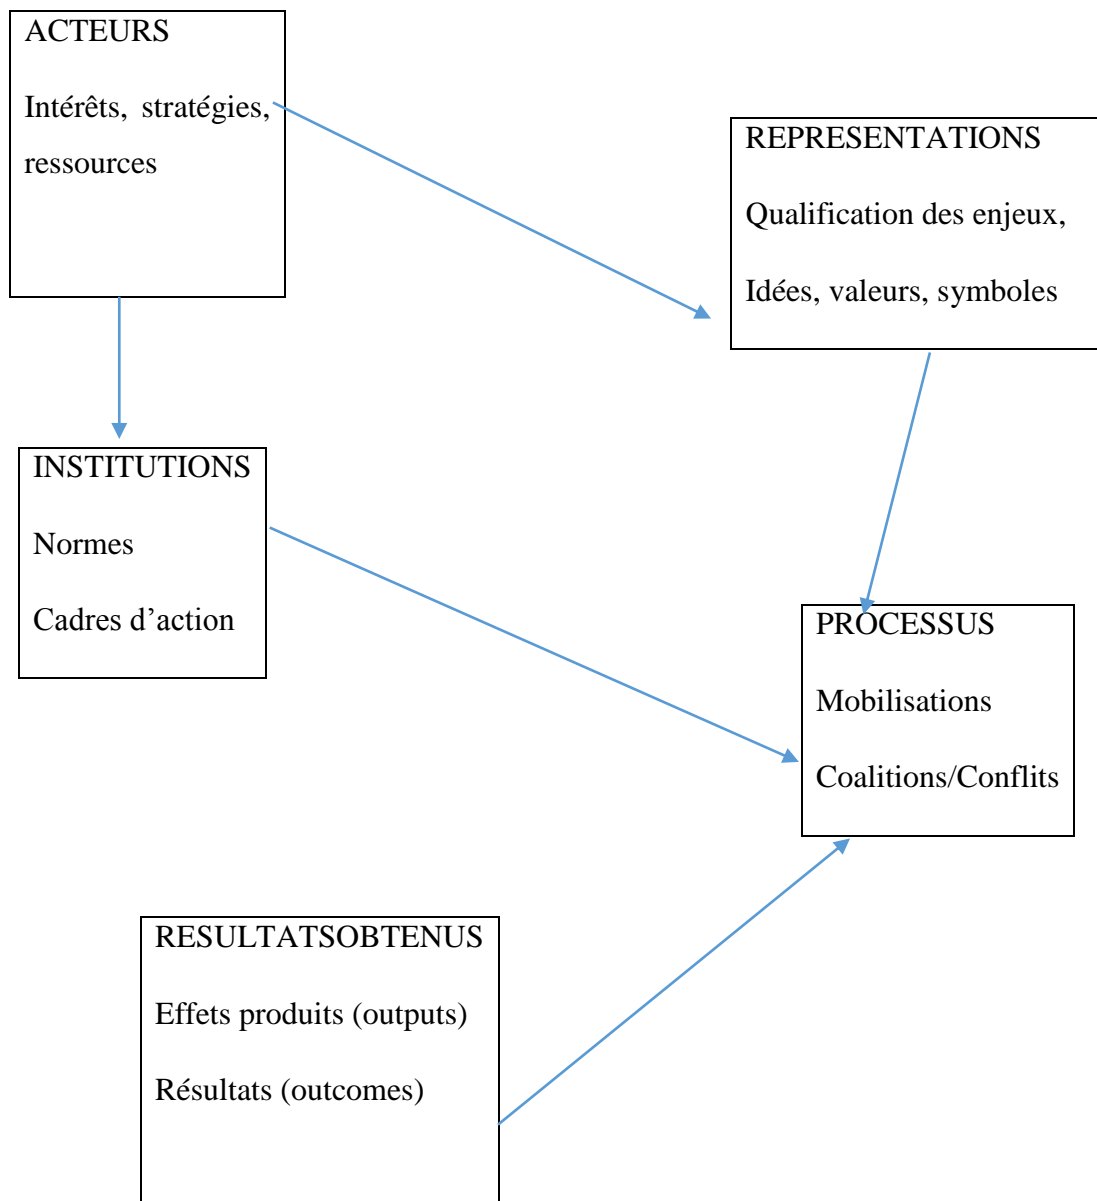 ACTEURS
Intérêts, stratégies,
ressources
REPRESENTATIONS
Qualification des enjeux,
Idées, valeurs, symboles
INSTITUTIONS
Normes
Cadres d’action
PROCESSUS
Mobilisations
Coalitions/Conflits
RESULTATSOBTENUS
Effets produits (outputs)
Résultats (outcomes)